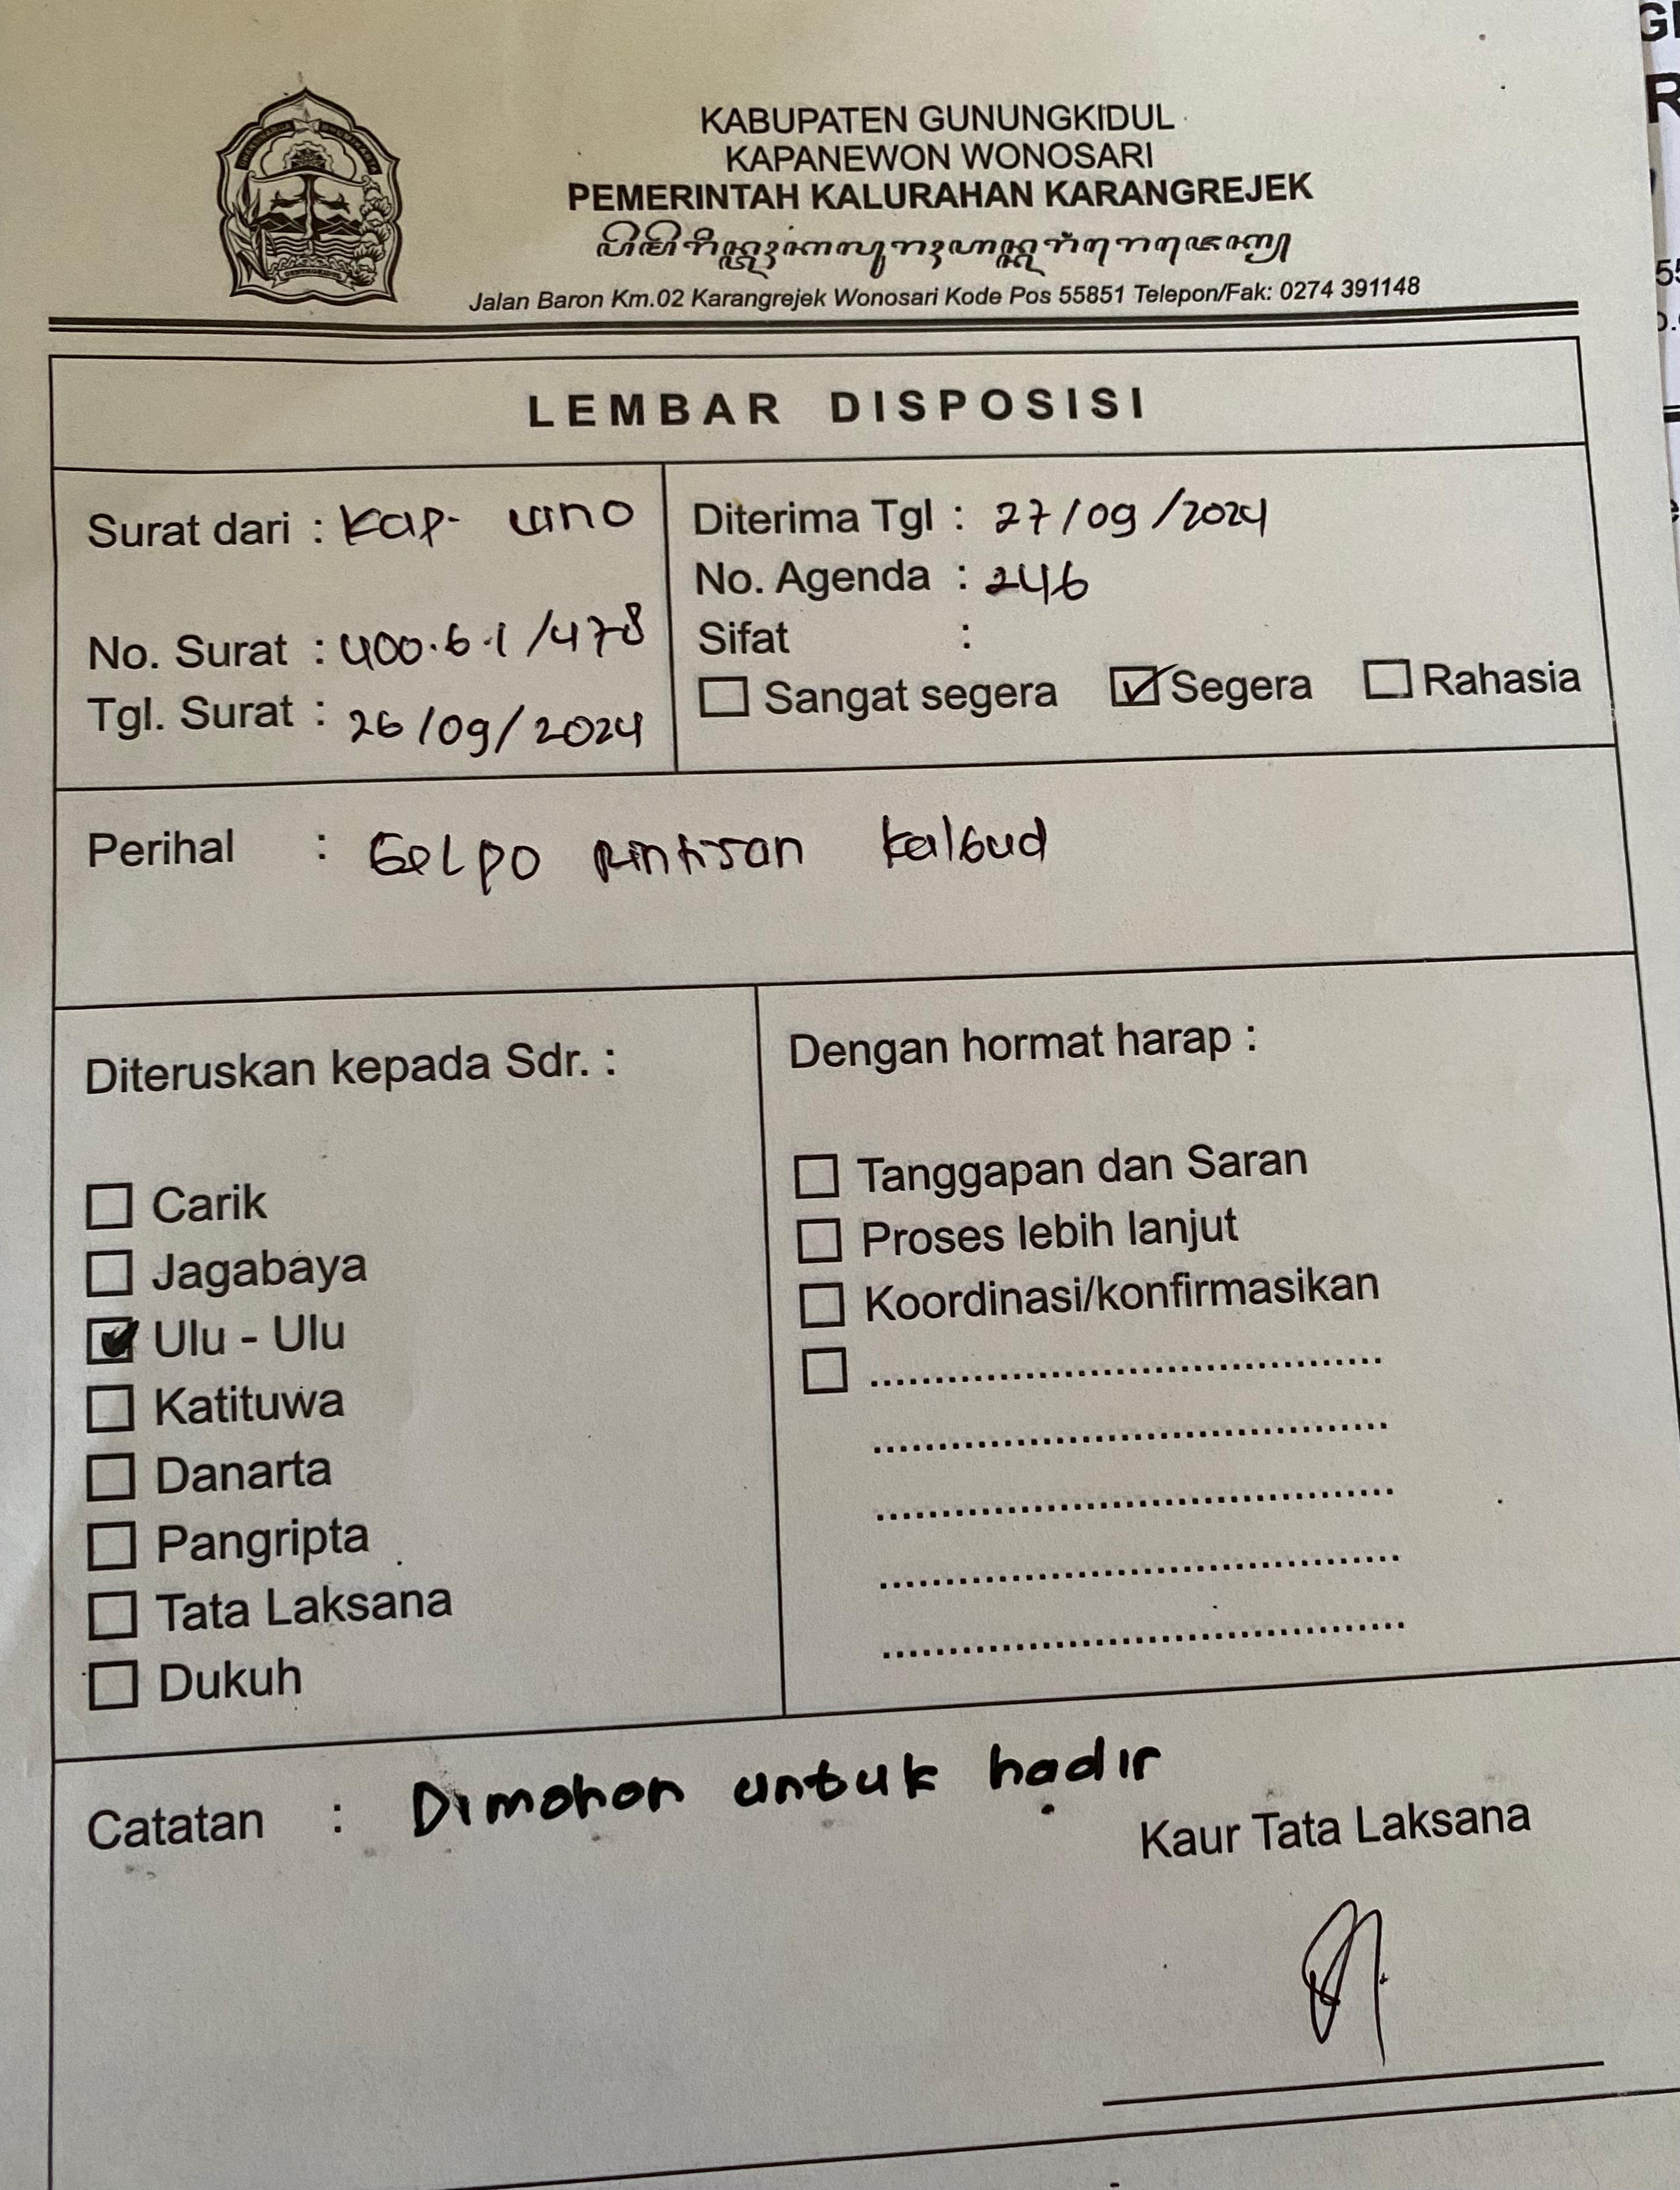 KABUPATEN GUNUNGKIDUL
KAPANEWON WONOSARI
PEMERINTAH KALURAHAN KARANGREJEK
Jalan Baron Km.02 Karangrejek Wonosari Kode Pos 55851 Telepon/Fak: 0274 391148
LEMBAR DISPOSISI
Surat dari : Kap- wno
No. Surat : 400.6.1/478
Tgl. Surat : 26/09/2024
Diterima Tgl : 27/09/2024
No. Agenda : 246
Sifat :
Sangat segera Segera Rahasia
Perihal : Gelpo Rintisan Kalbud
Diteruskan kepada Sdr. :
Carik
Jagabaya
Ulu - Ulu
Katituwa
Danarta
Pangripta
Tata Laksana
Dukuh
Dengan hormat harap :
Tanggapan dan Saran
Proses lebih lanjut
Koordinasi/konfirmasikan
Catatan : Dimohon untuk hadir
Kaur Tata Laksana